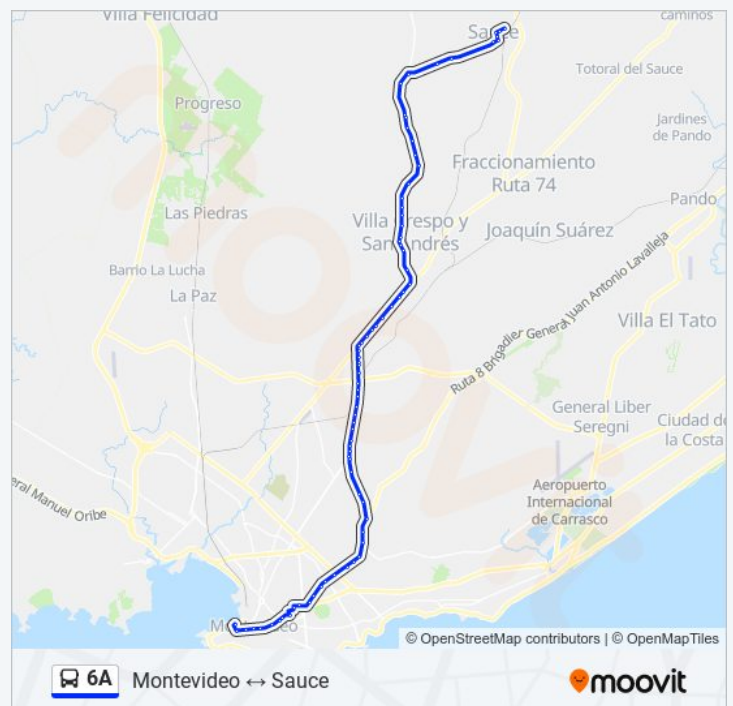 Villa Felicidad
caminos
Sauce
Totoral del Sauce
Progreso
Jardines
de Pando
Fraccionamiento
Ruta 74
Pando
Las Piedras
Villa Crespo y
San Andrés
Joaquín Suárez
Barrio La Lucha
La Paz
Ruta 8 Brigadier General Juan Antonio Lavalleja
Villa El Tato
General Liber
Seregni
Ciudad de
la Costa
Aeropuerto
Internacional
de Carrasco
eral Manuel Oribe
Montevideo
© OpenStreetMap contributors | © OpenMapTiles
6A Montevideo ↔ Sauce
moovit